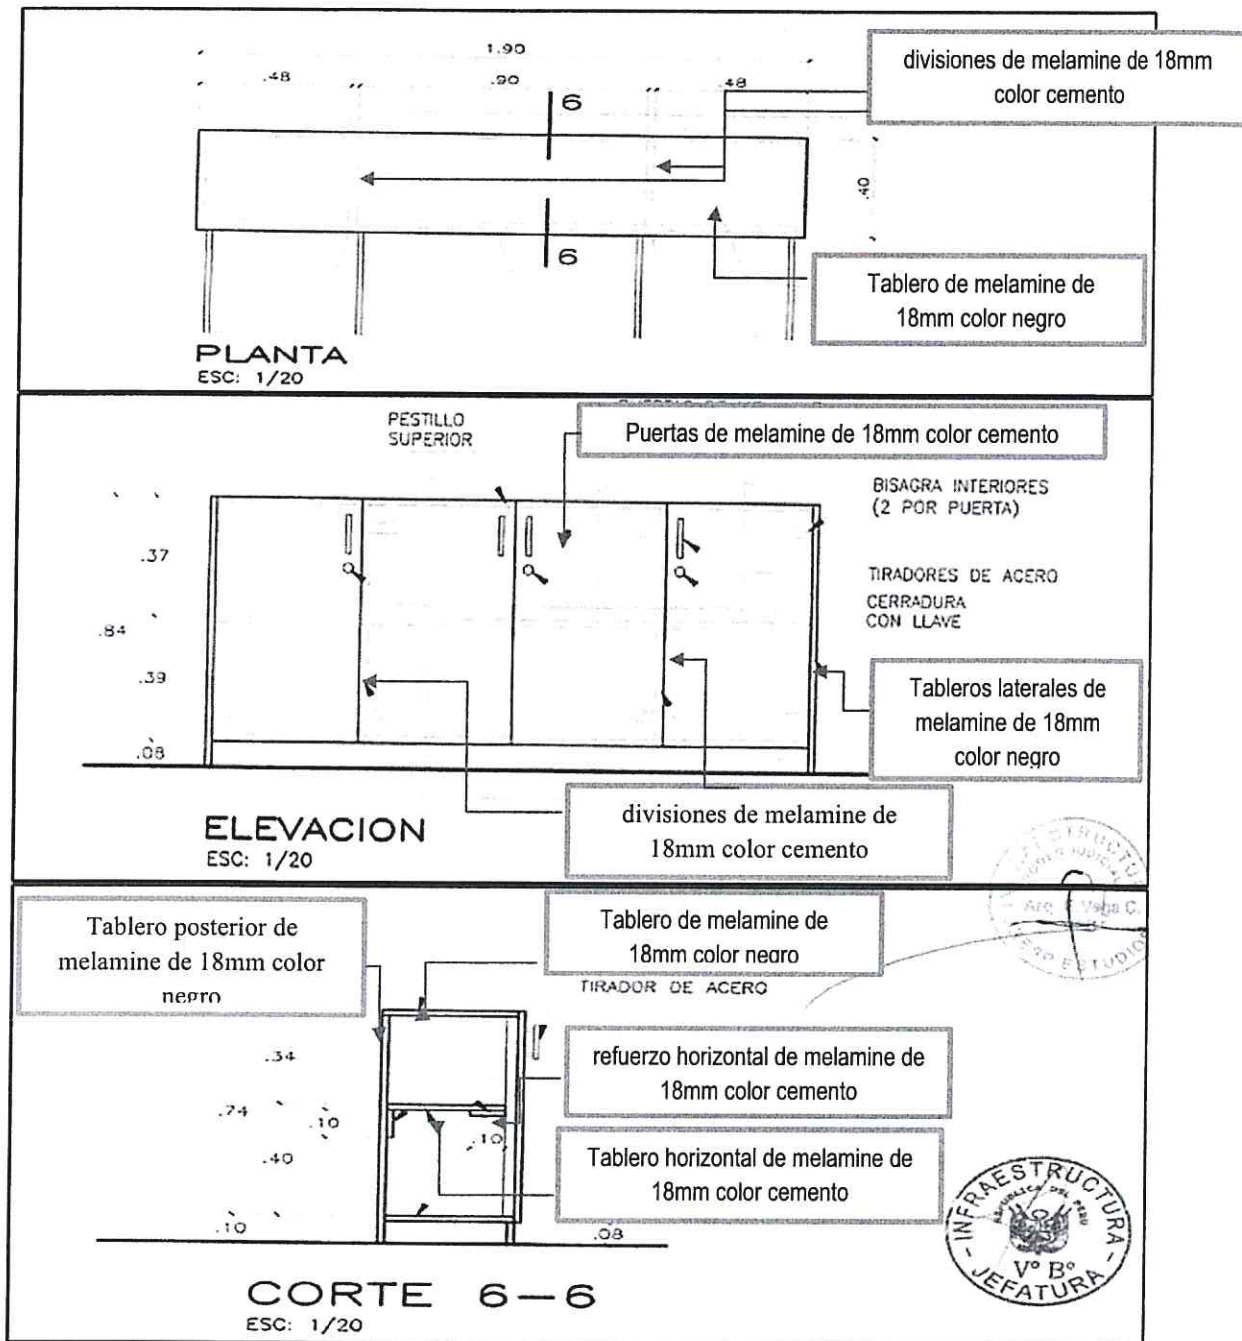 1.90
.48
.90
.48
6
divisiones de melamine de 18mm
color cemento
.40
6
Tablero de melamine de
18mm color negro
PLANTA
ESC: 1/20
PESTILLO
SUPERIOR
Puertas de melamine de 18mm color cemento
BISAGRA INTERIORES
(2 POR PUERTA)
.37
TIRADORES DE ACERO
CERRADURA
CON LLAVE
.84
.39
Tableros laterales de
melamine de 18mm
color negro
.08
divisiones de melamine de
18mm color cemento
ELEVACION
ESC: 1/20
Arq. F. Vega C.
Tablero posterior de
melamine de 18mm color
negro
Tablero de melamine de
18mm color negro
TIRADOR DE ACERO
.34
refuerzo horizontal de melamine de
18mm color cemento
.74
.10
.10
.40
Tablero horizontal de melamine de
18mm color cemento
.10
.08
INFRAESTRUCTURA
REPUBLICA DEL PERU
V° B°
- JEFATURA -
CORTE 6-6
ESC: 1/20